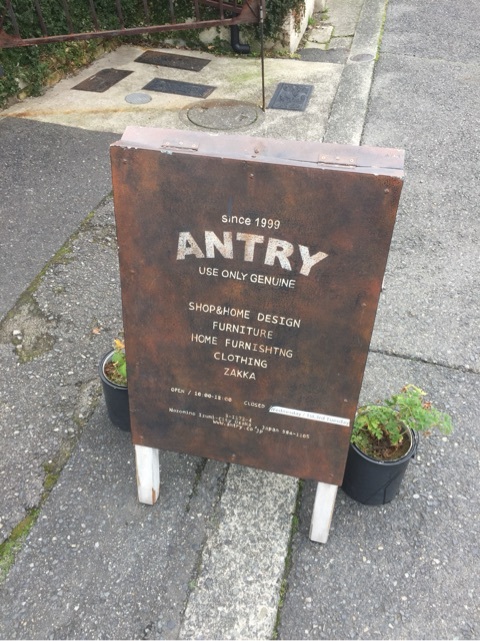 since 1999
ANTRY
USE ONLY GENUINE
SHOP&HOME DESIGN
FURNITURE
HOME FURNISHTNG
CLOTHING
ZAKKA
OPEN / 10:00-18:00 CLOSED
Japan